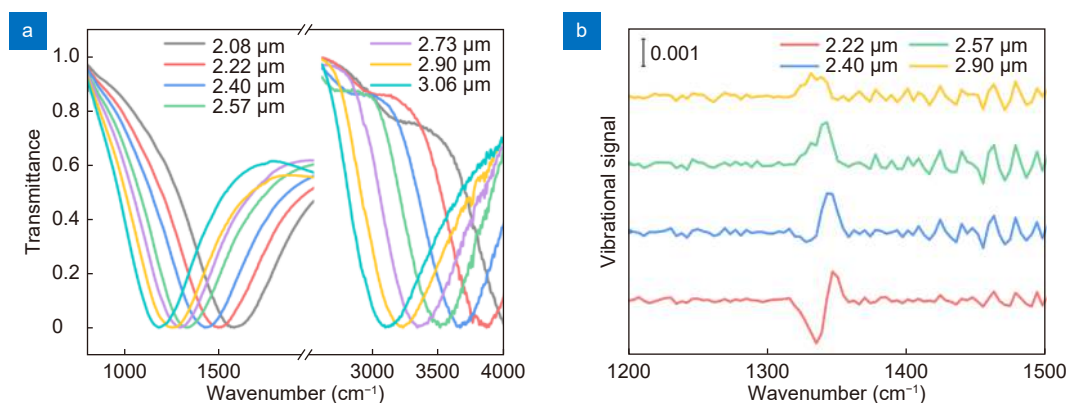 a
2.08 μm
2.22 μm
2.40 μm
2.57 μm
2.73 μm
2.90 μm
3.06 μm
Transmittance
1.0
0.8
0.6
0.4
0.2
0
1000 1500 3000 3500 4000
Wavenumber (cm⁻¹)
b
0.001
2.22 μm
2.40 μm
2.57 μm
2.90 μm
Vibrational signal
1200 1300 1400 1500
Wavenumber (cm⁻¹)